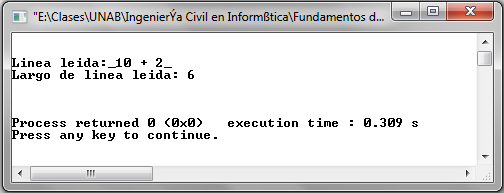 "E:\Clases\UNAB\IngenierÝa Civil en Informßtica\Fundamentos d...
Linea leida:_10 + 2_
Largo de linea leida: 6
Process returned 0 (0x0)   execution time : 0.309 s
Press any key to continue.